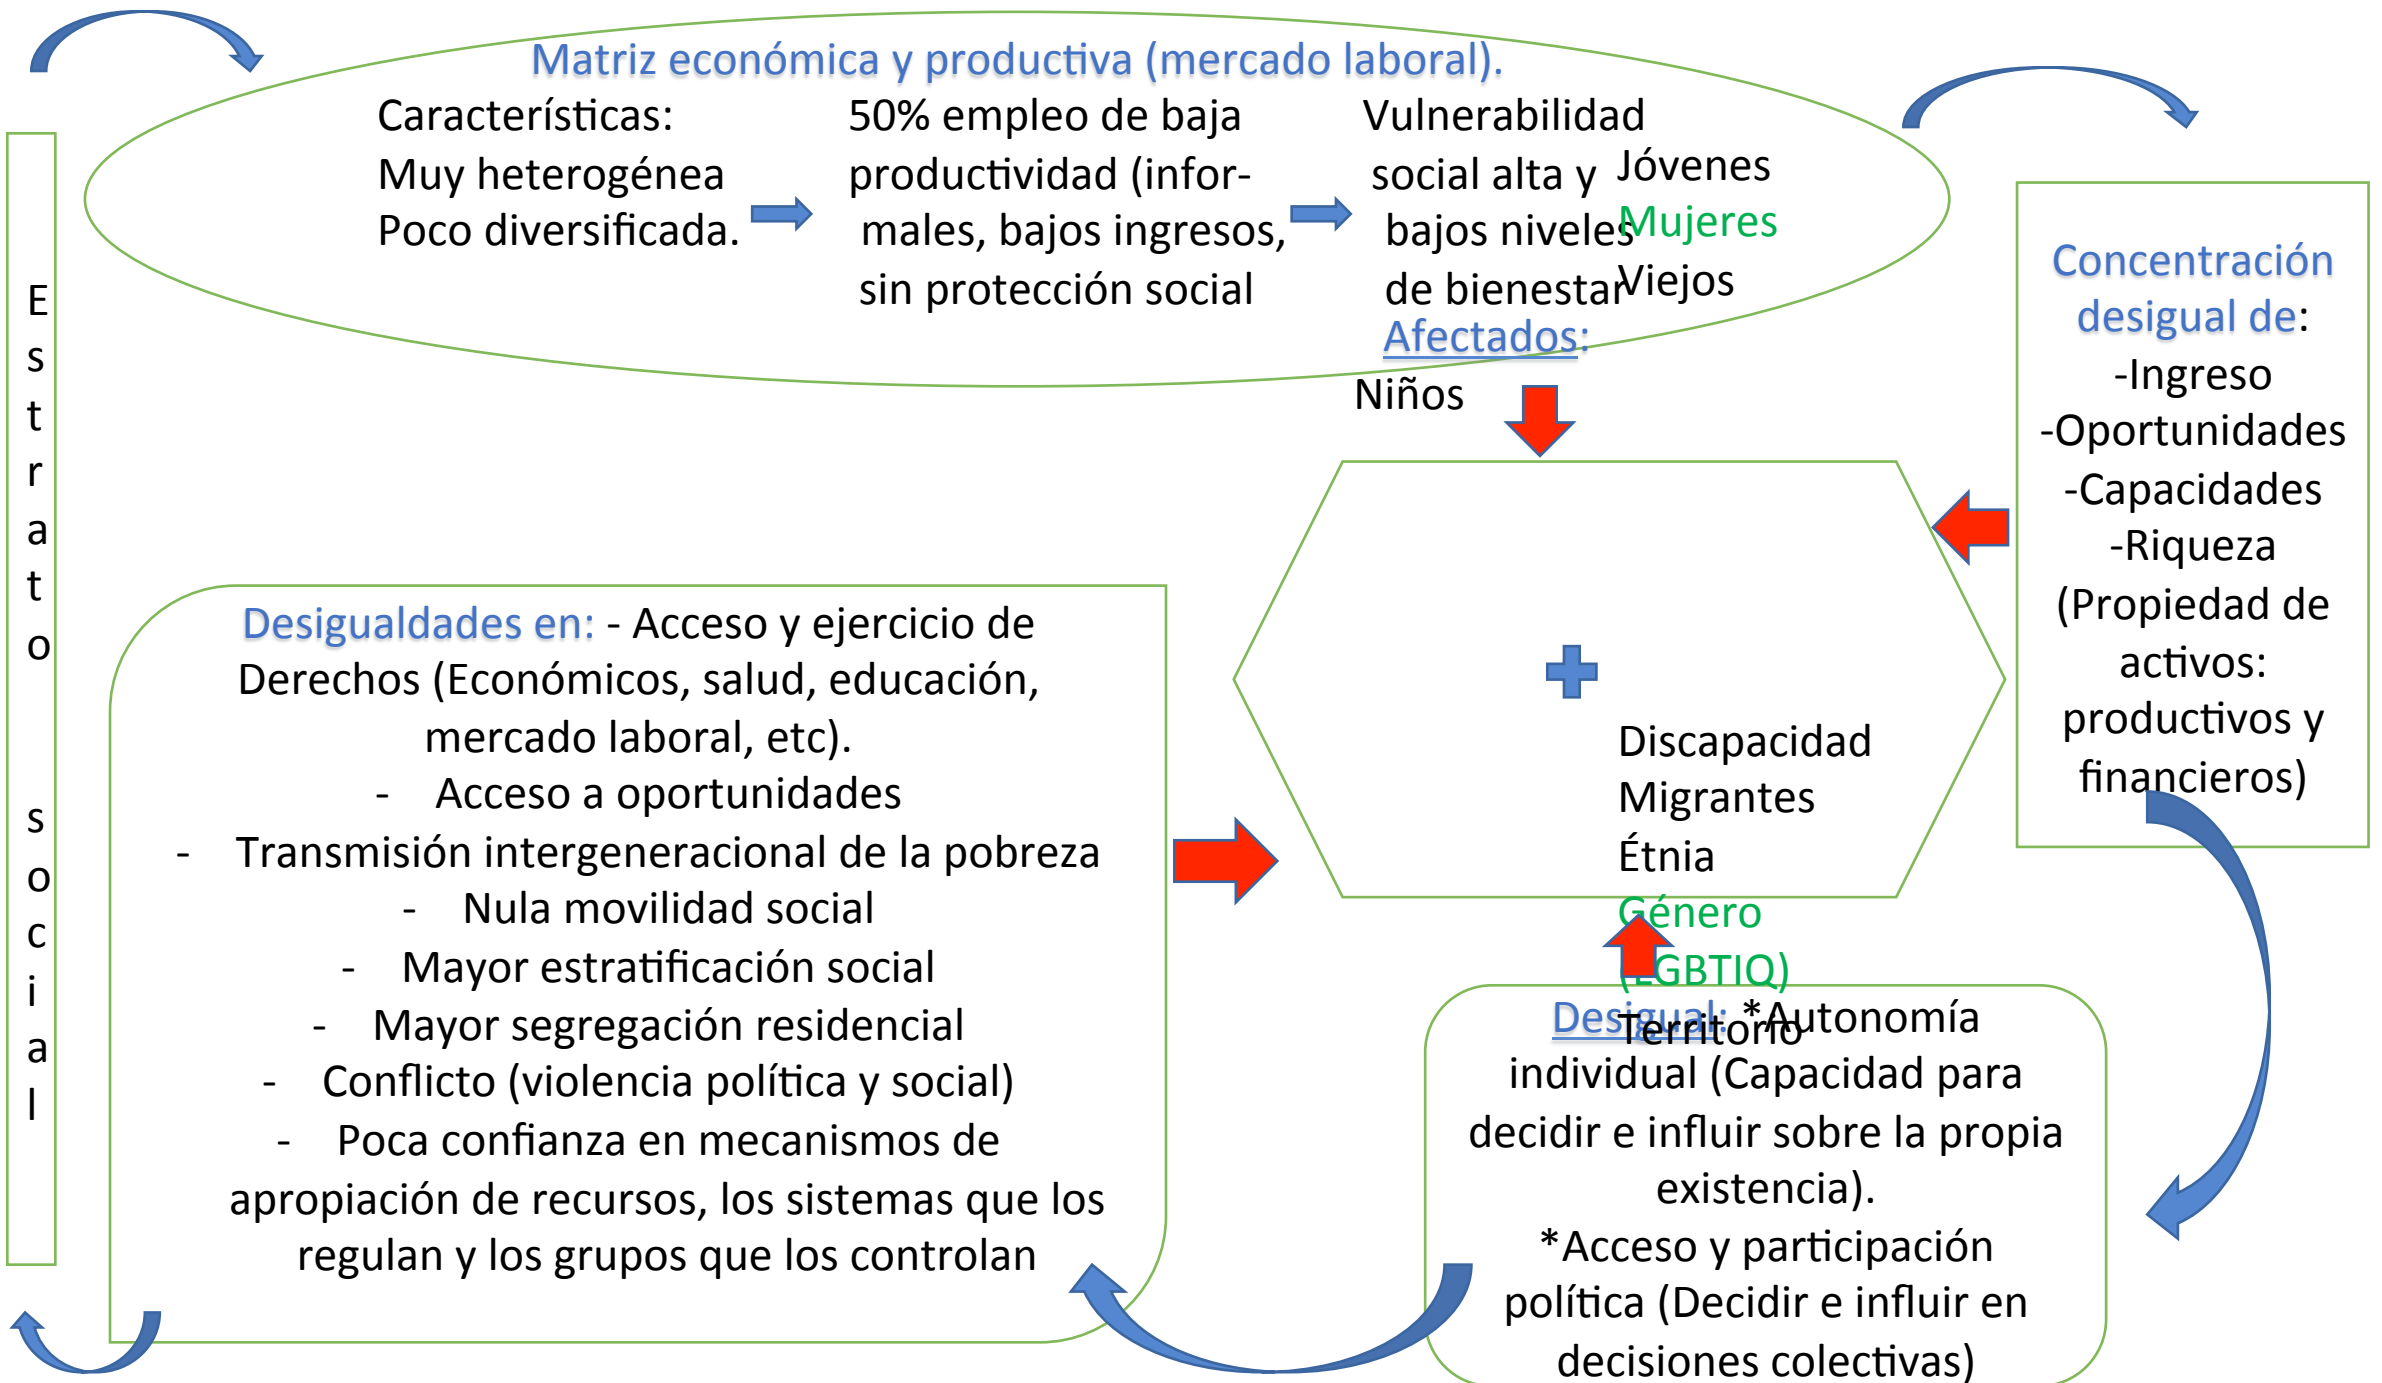 Matriz económica y productiva (mercado laboral).
Características:
Muy heterogénea
Poco diversificada.
50% empleo de baja
productividad (infor-
males, bajos ingresos,
sin protección social
Vulnerabilidad
social alta y
bajos niveles
de bienestar
Afectados:
Niños
Jóvenes
Mujeres
Viejos
Discapacidad
Migrantes
Étnia
Género
(LGBTIQ)
Territorio
Concentración
desigual de:
-Ingreso
-Oportunidades
-Capacidades
-Riqueza
(Propiedad de
activos:
productivos y
financieros)
Desigual: *Autonomía
individual (Capacidad para
decidir e influir sobre la propia
existencia).
*Acceso y participación
política (Decidir e influir en
decisiones colectivas)
Desigualdades en: - Acceso y ejercicio de
Derechos (Económicos, salud, educación,
mercado laboral, etc).
- Acceso a oportunidades
- Transmisión intergeneracional de la pobreza
- Nula movilidad social
- Mayor estratificación social
- Mayor segregación residencial
- Conflicto (violencia política y social)
- Poca confianza en mecanismos de
apropiación de recursos, los sistemas que los
regulan y los grupos que los controlan
Estrato social